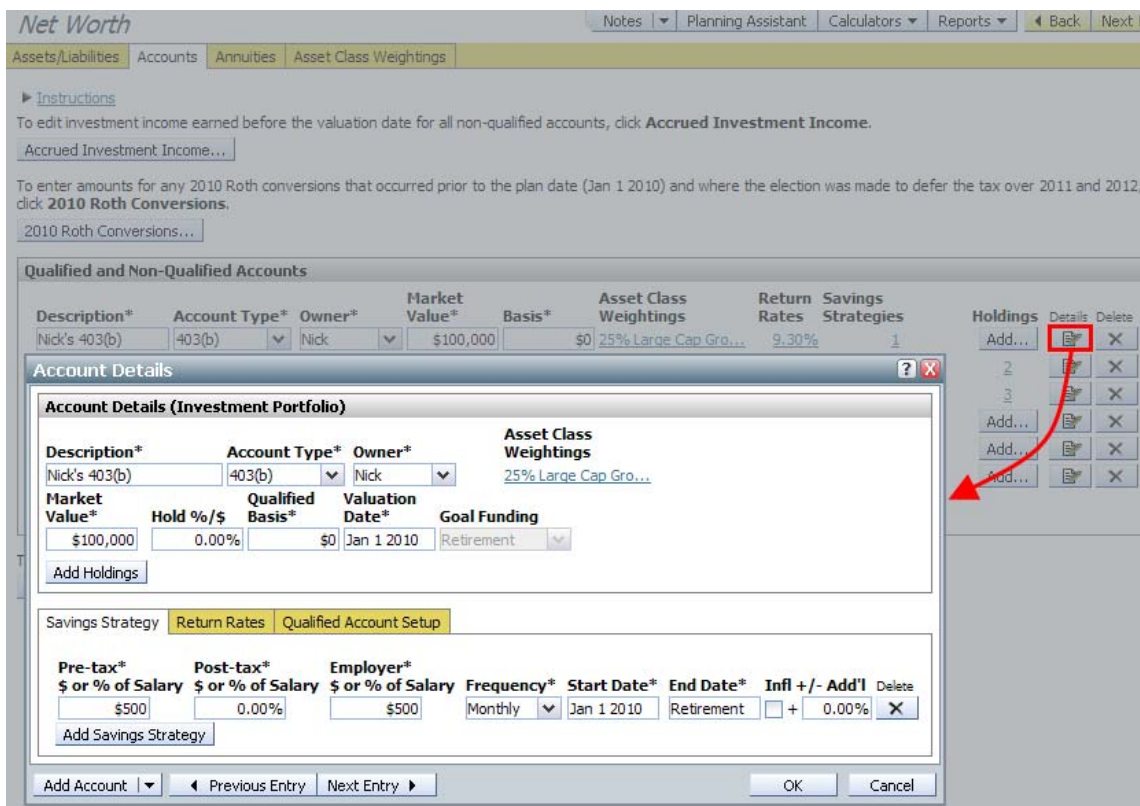 Net Worth
Notes Planning Assistant Calculators Reports Back Next
Assets/Liabilities Accounts Annuities Asset Class Weightings
Instructions
To edit investment income earned before the valuation date for all non-qualified accounts, click Accrued Investment Income.
Accrued Investment Income...
To enter amounts for any 2010 Roth conversions that occurred prior to the plan date (Jan 1 2010) and where the election was made to defer the tax over 2011 and 2012,
click 2010 Roth Conversions.
2010 Roth Conversions...
Qualified and Non-Qualified Accounts
Market Asset Class Return Savings
Description* Account Type* Owner* Value* Basis* Weightings Rates Strategies Holdings Details Delete
Nick's 403(b) 403(b) Nick $100,000 $0 25% Large Cap Gro... 9.30% 1 Add...
Account Details
2
3
Add...
Add...
Add...
Account Details (Investment Portfolio)
Asset Class
Description* Account Type* Owner* Weightings
Nick's 403(b) 403(b) Nick 25% Large Cap Gro...
Market Qualified Valuation
Value* Hold %/$ Basis* Date* Goal Funding
$100,000 0.00% $0 Jan 1 2010 Retirement
Add Holdings
Savings Strategy Return Rates Qualified Account Setup
Pre-tax* Post-tax* Employer*
$ or % of Salary $ or % of Salary $ or % of Salary Frequency* Start Date* End Date* Infl +/- Add'l Delete
$500 0.00% $500 Monthly Jan 1 2010 Retirement + 0.00%
Add Savings Strategy
Add Account Previous Entry Next Entry OK Cancel